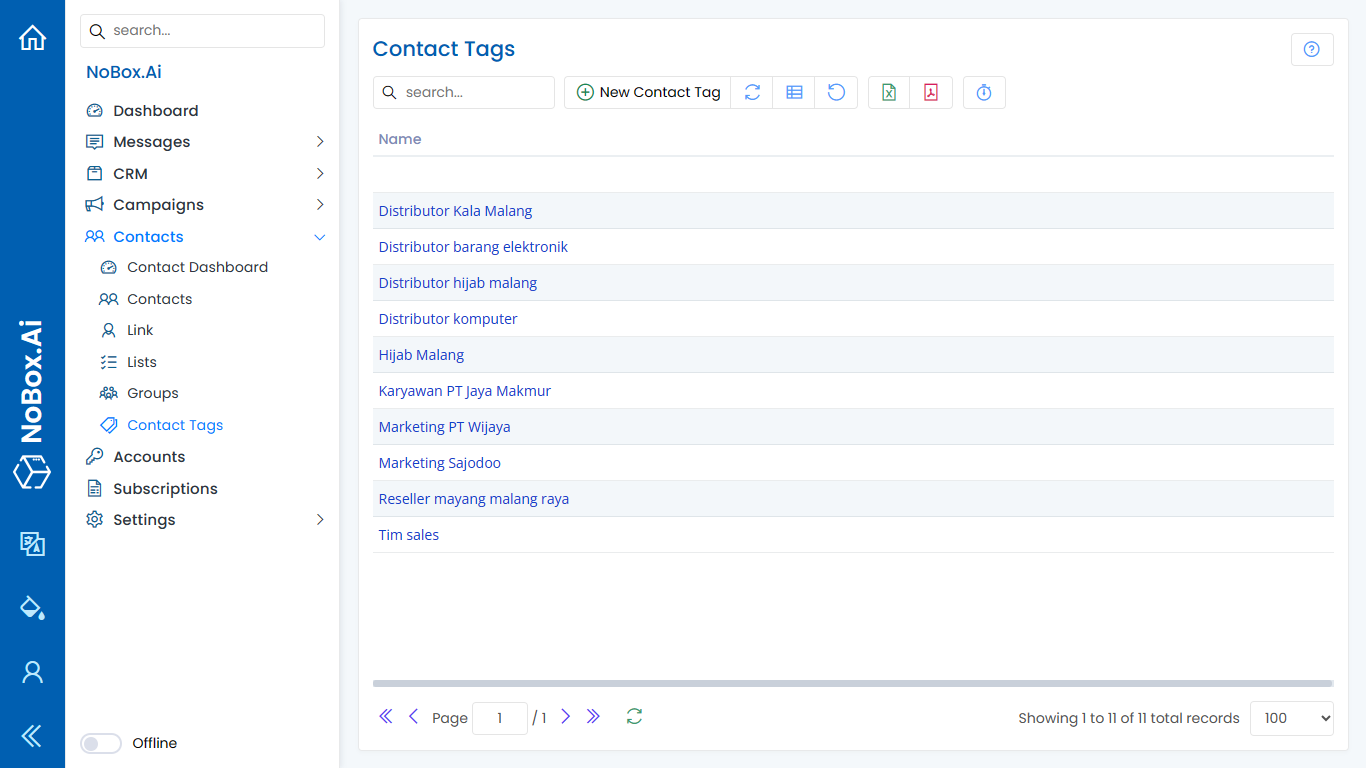 NoBox.Ai
search...
NoBox.Ai
Dashboard
Messages
CRM
Campaigns
Contacts
Contact Dashboard
Contacts
Link
Lists
Groups
Contact Tags
Accounts
Subscriptions
Settings
Offline
Contact Tags
search...
New Contact Tag
Name
Distributor Kala Malang
Distributor barang elektronik
Distributor hijab malang
Distributor komputer
Hijab Malang
Karyawan PT Jaya Makmur
Marketing PT Wijaya
Marketing Sajodoo
Reseller mayang malang raya
Tim sales
Page 1 / 1
Showing 1 to 11 of 11 total records 100